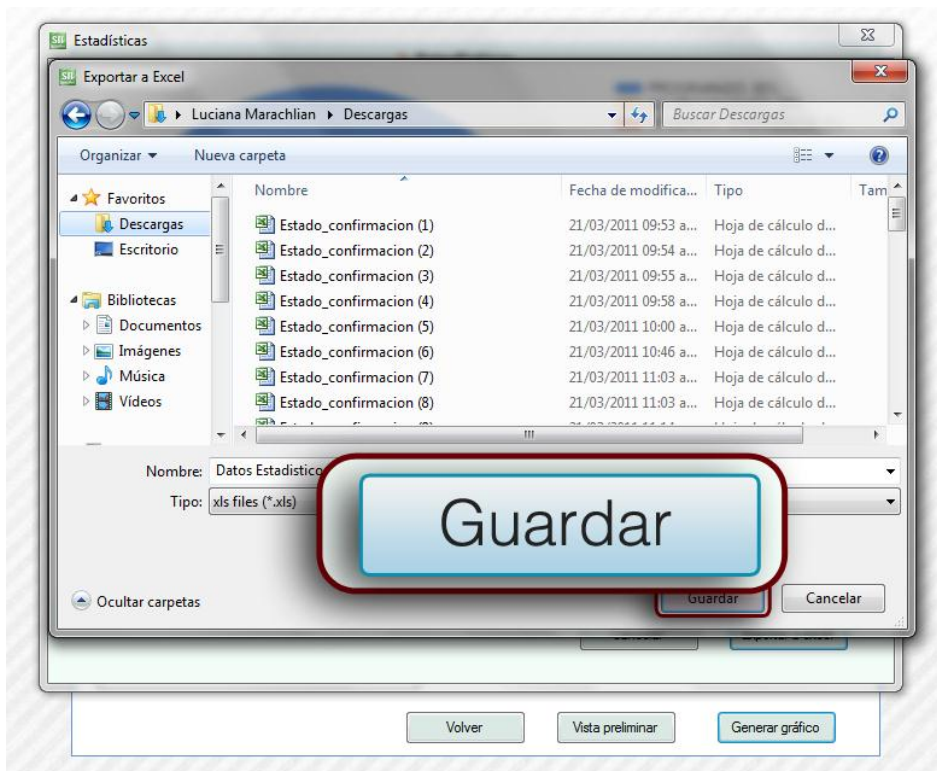 SII Estadísticas
SII Exportar a Excel
Luciana Marachlian Descargas Buscar Descargas
Organizar Nueva carpeta
Nombre Fecha de modifica... Tipo Tam
Favoritos
Descargas
Escritorio
Bibliotecas
Documentos
Imágenes
Música
Vídeos
Estado_confirmacion (1) 21/03/2011 09:53 a... Hoja de cálculo d...
Estado_confirmacion (2) 21/03/2011 09:54 a... Hoja de cálculo d...
Estado_confirmacion (3) 21/03/2011 09:55 a... Hoja de cálculo d...
Estado_confirmacion (4) 21/03/2011 09:58 a... Hoja de cálculo d...
Estado_confirmacion (5) 21/03/2011 10:00 a... Hoja de cálculo d...
Estado_confirmacion (6) 21/03/2011 10:46 a... Hoja de cálculo d...
Estado_confirmacion (7) 21/03/2011 11:03 a... Hoja de cálculo d...
Estado_confirmacion (8) 21/03/2011 11:03 a... Hoja de cálculo d...
Nombre: Datos Estadistico
Tipo: xls files (*.xls)
Guardar
Ocultar carpetas
Guardar Cancelar
Volver Vista preliminar Generar gráfico